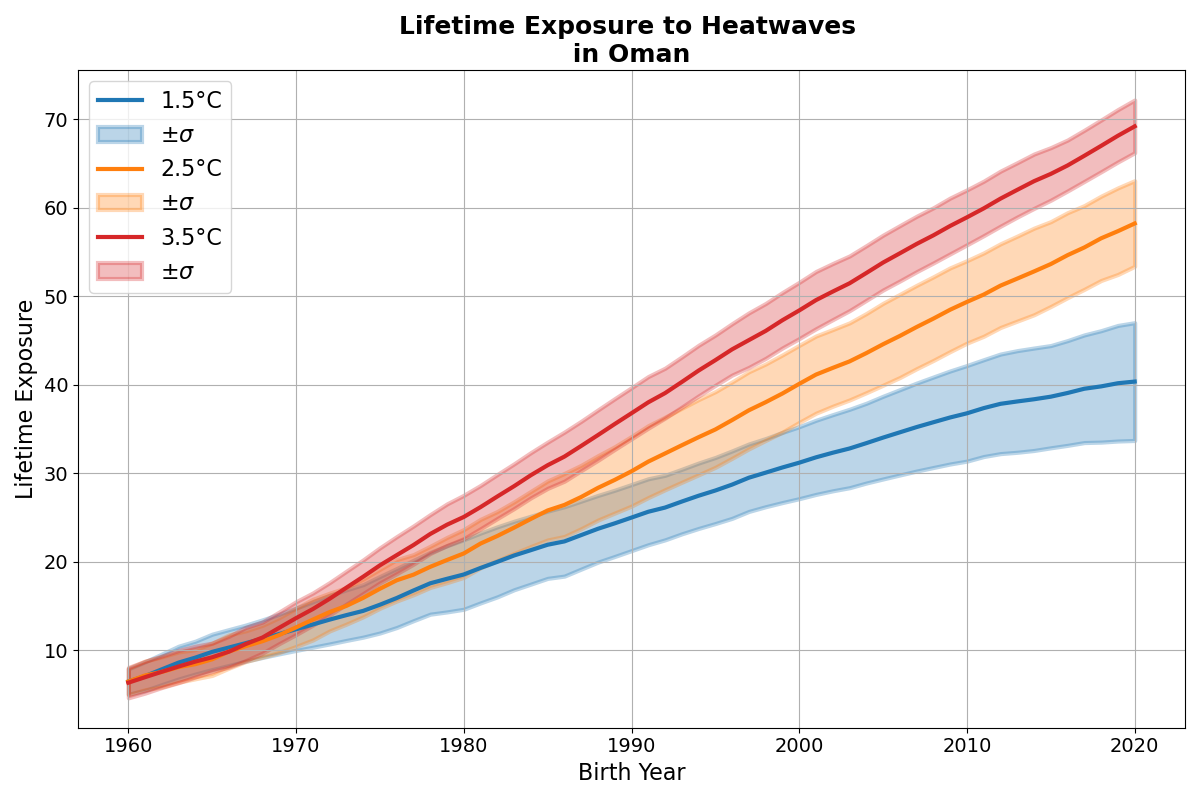 Lifetime Exposure to Heatwaves
in Oman
1.5°C
±σ
2.5°C
±σ
3.5°C
±σ
Lifetime Exposure
70
60
50
40
30
20
10
1960 1970 1980 1990 2000 2010 2020
Birth Year